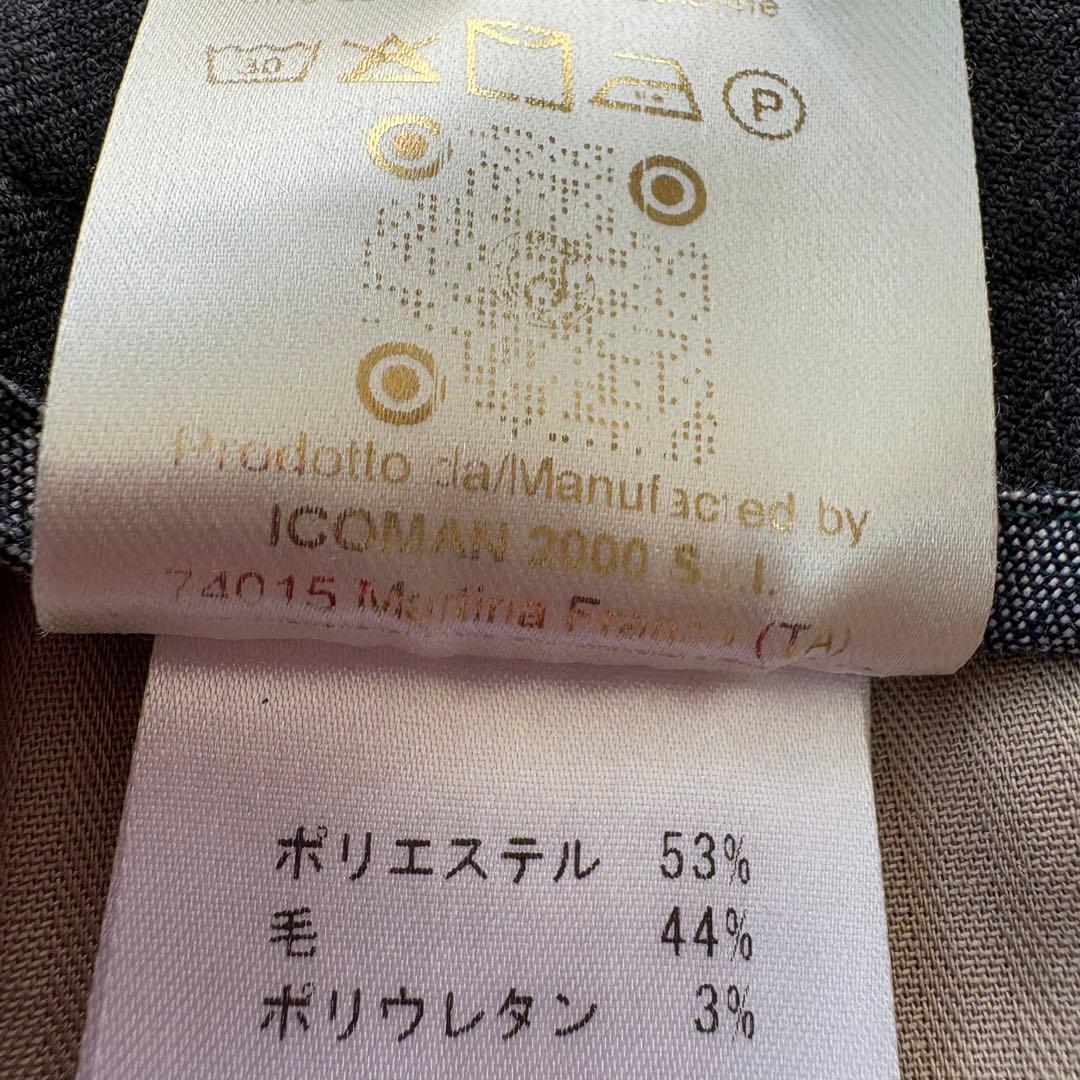 30
P
Prodotto da/Manufacted by
ICOMAN 2000 S.r.l.
74015 Martina Franca (TA)
ポリエステル 53%
毛 44%
ポリウレタン 3%